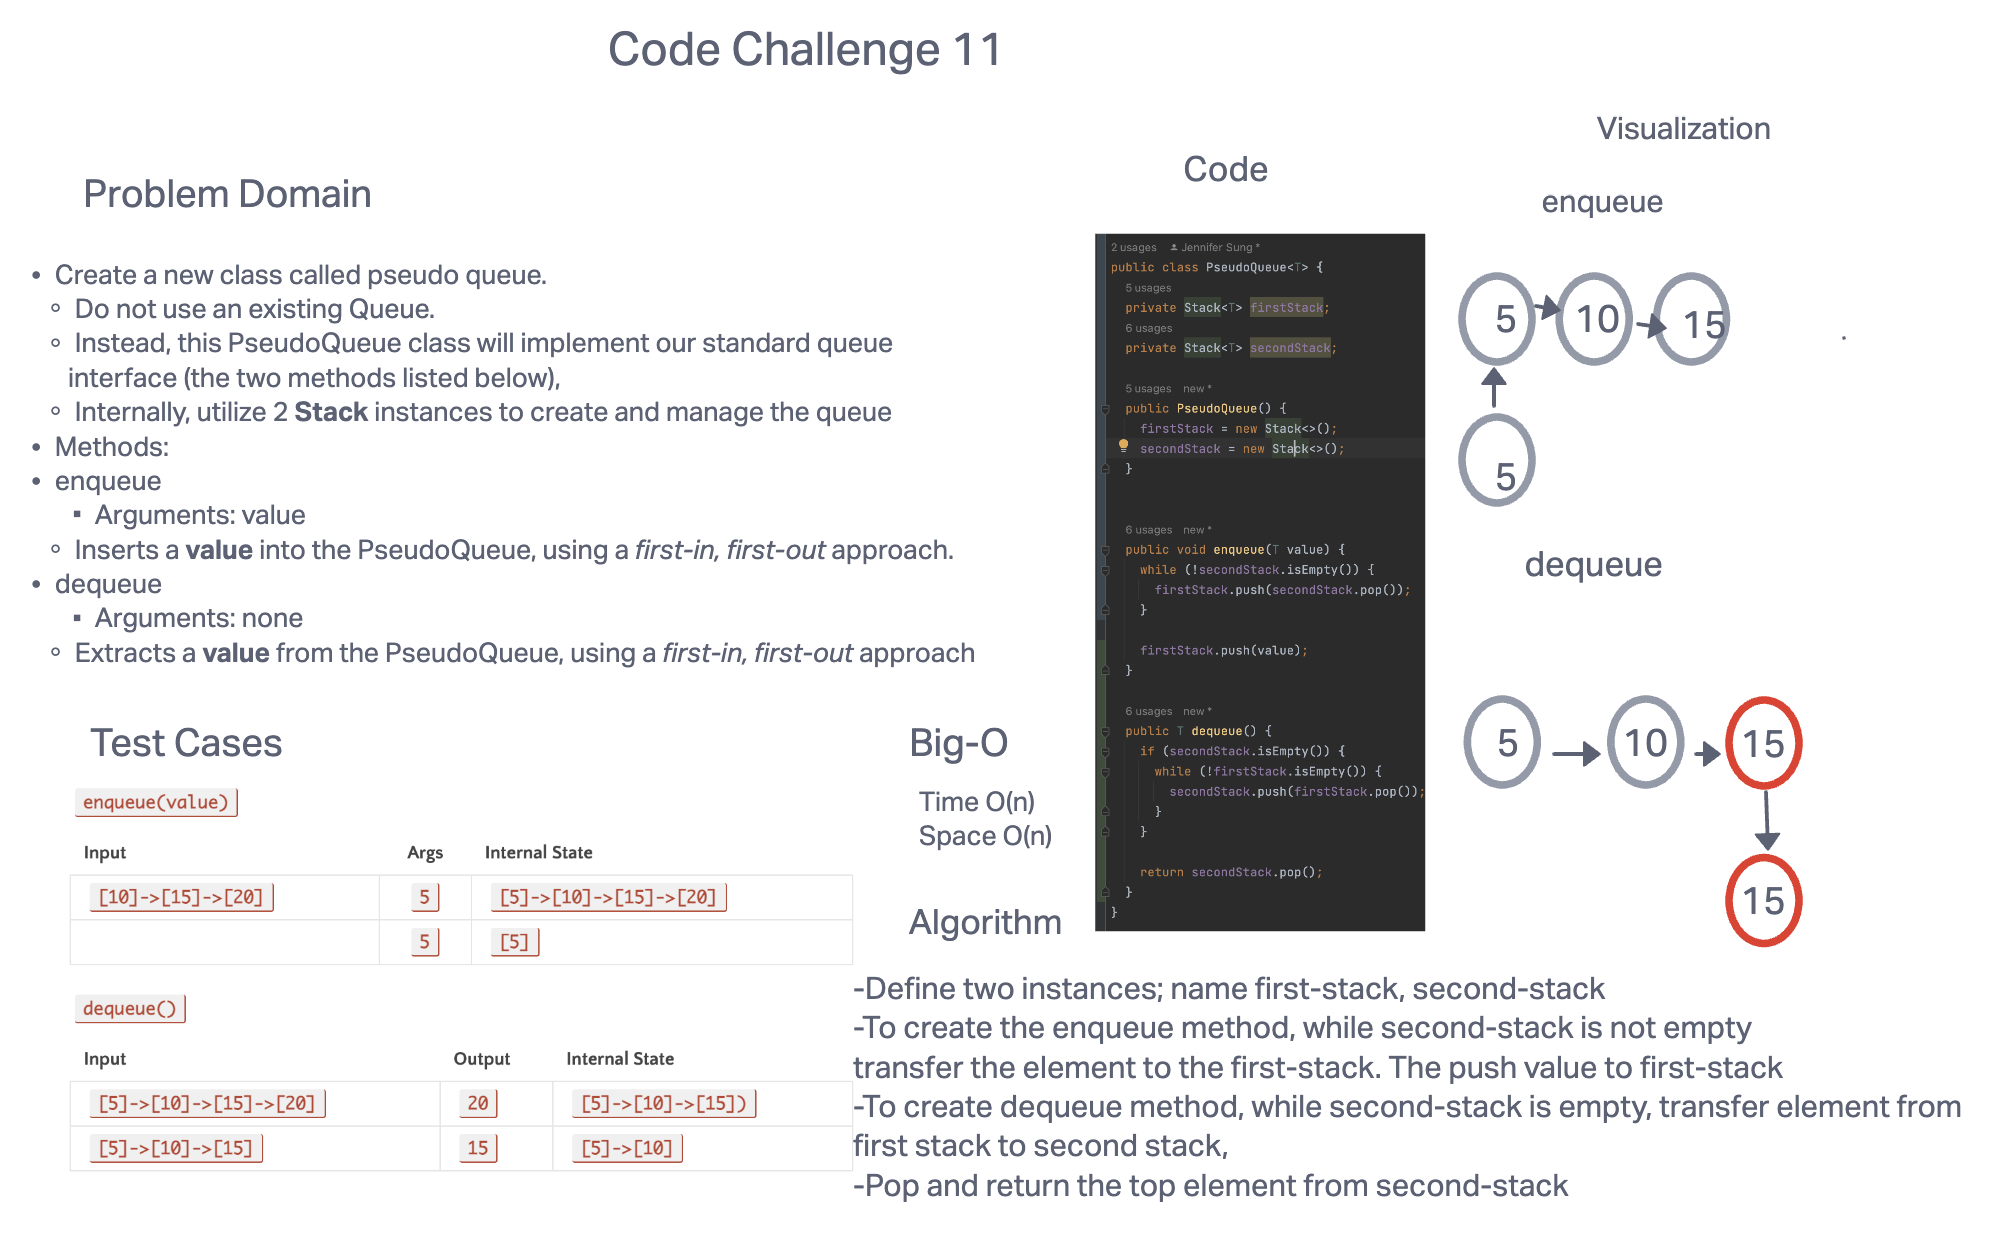 Code Challenge 11
Problem Domain
• Create a new class called pseudo queue.
◦ Do not use an existing Queue.
◦ Instead, this PseudoQueue class will implement our standard queue
interface (the two methods listed below),
◦ Internally, utilize 2 Stack instances to create and manage the queue
• Methods:
• enqueue
▪ Arguments: value
◦ Inserts a value into the PseudoQueue, using a first-in, first-out approach.
• dequeue
▪ Arguments: none
◦ Extracts a value from the PseudoQueue, using a first-in, first-out approach
Test Cases
enqueue(value)
Input Args Internal State
[10]->[15]->[20] 5 [5]->[10]->[15]->[20]
5 [5]
dequeue()
Input Output Internal State
[5]->[10]->[15]->[20] 20 [5]->[10]->[15])
[5]->[10]->[15] 15 [5]->[10]
Big-O
Time O(n)
Space O(n)
Algorithm
-Define two instances; name first-stack, second-stack
-To create the enqueue method, while second-stack is not empty
transfer the element to the first-stack. The push value to first-stack
-To create dequeue method, while second-stack is empty, transfer element from
first stack to second stack,
-Pop and return the top element from second-stack
Code
2 usages Jennifer Sung *
public class PseudoQueue<T> {
5 usages
private Stack<T> firstStack;
6 usages
private Stack<T> secondStack;
5 usages new *
public PseudoQueue() {
firstStack = new Stack<>();
secondStack = new Stack<>();
}
6 usages new *
public void enqueue(T value) {
while (!secondStack.isEmpty()) {
firstStack.push(secondStack.pop());
}
firstStack.push(value);
}
6 usages new *
public T dequeue() {
if (secondStack.isEmpty()) {
while (!firstStack.isEmpty()) {
secondStack.push(firstStack.pop());
}
}
return secondStack.pop();
}
}
Visualization
enqueue
5 10 15
.
5
dequeue
5 10 15
15